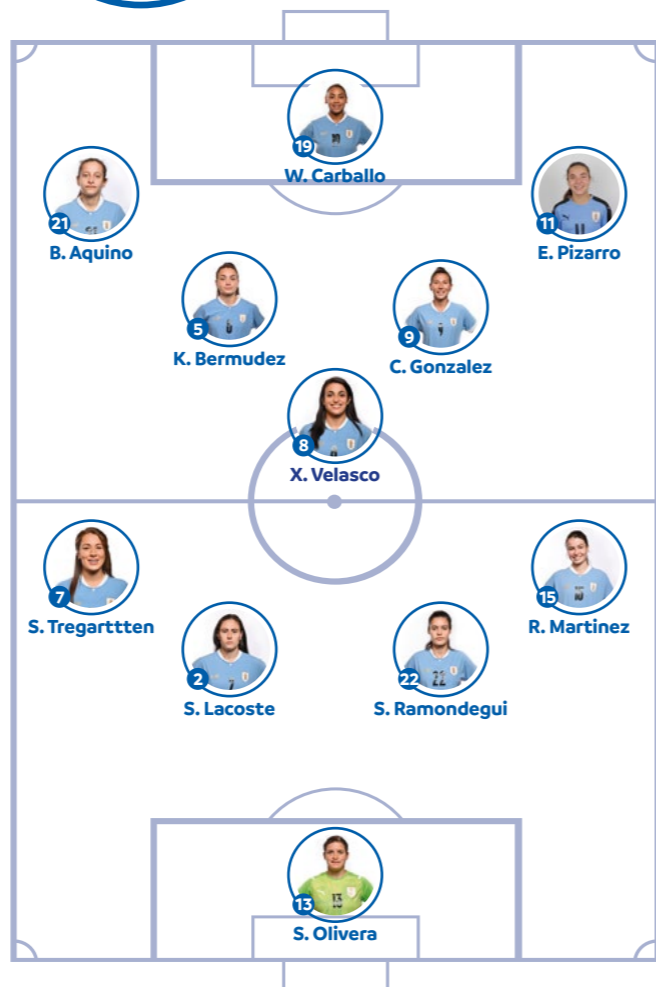 19
W. Carballo
21
B. Aquino
11
E. Pizarro
5
K. Bermudez
9
C. Gonzalez
8
X. Velasco
7
S. Tregarttten
15
R. Martinez
2
S. Lacoste
22
S. Ramondegui
13
S. Olivera